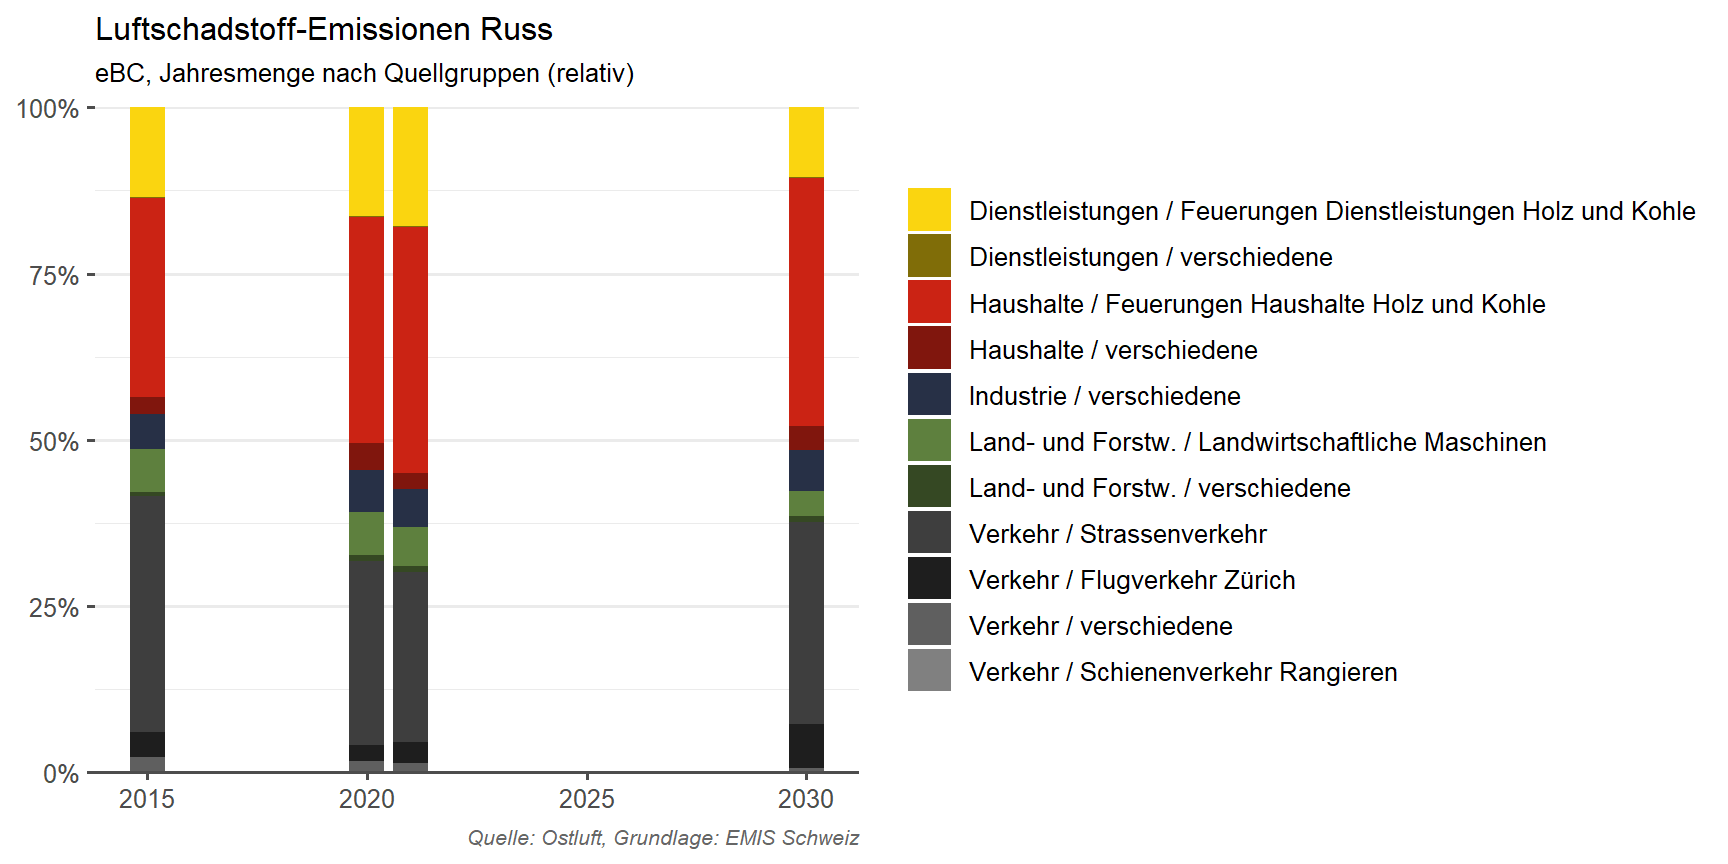 Luftschadstoff-Emissionen Russ
eBC, Jahresmenge nach Quellgruppen (relativ)
100%
75%
50%
25%
0%
2015
2020
2025
2030
Dienstleistungen / Feuerungen Dienstleistungen Holz und Kohle
Dienstleistungen / verschiedene
Haushalte / Feuerungen Haushalte Holz und Kohle
Haushalte / verschiedene
Industrie / verschiedene
Land- und Forstw. / Landwirtschaftliche Maschinen
Land- und Forstw. / verschiedene
Verkehr / Strassenverkehr
Verkehr / Flugverkehr Zürich
Verkehr / verschiedene
Verkehr / Schienenverkehr Rangieren
Quelle: Ostluft, Grundlage: EMIS Schweiz